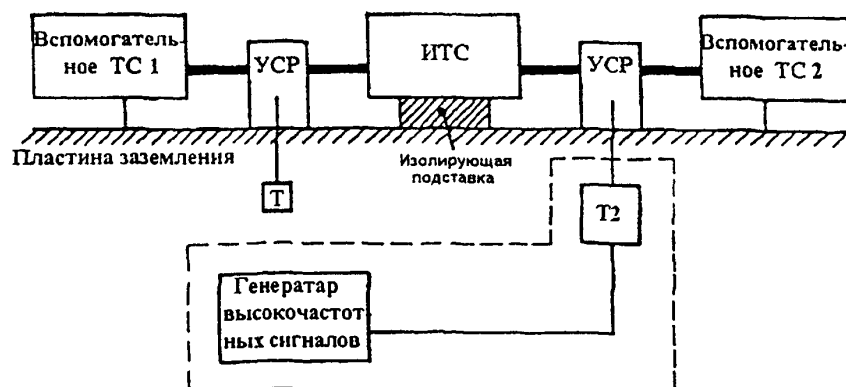 Вспомогатель-
ное ТС 1
УСР
ИТС
УСР
Вспомогатель-
ное ТС 2
Пластина заземления
Изолирующая
подставка
Т
Т2
Генератар
высокочастот
ных сигналов